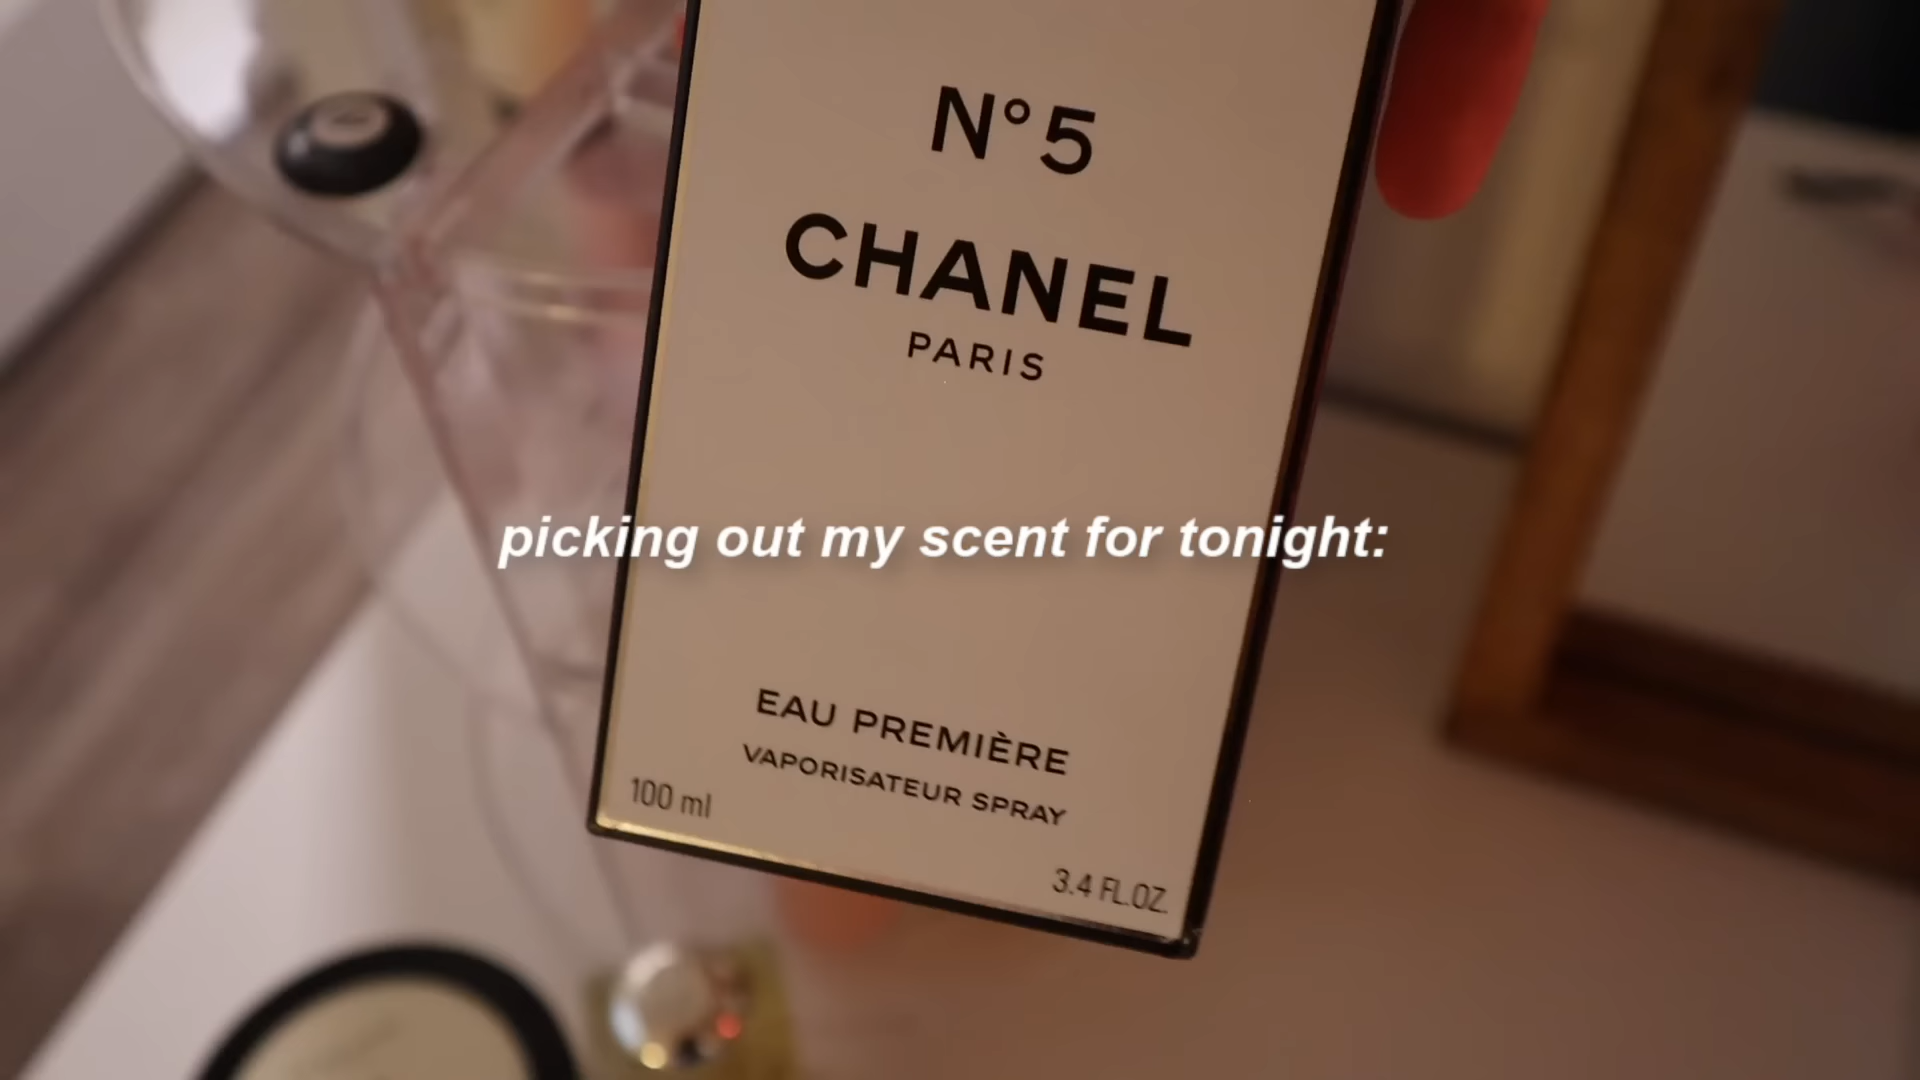 N°5
CHANEL
PARIS
picking out my scent for tonight:
EAU PREMIÈRE
VAPORISATEUR SPRAY
100 ml
3.4 FL.OZ.